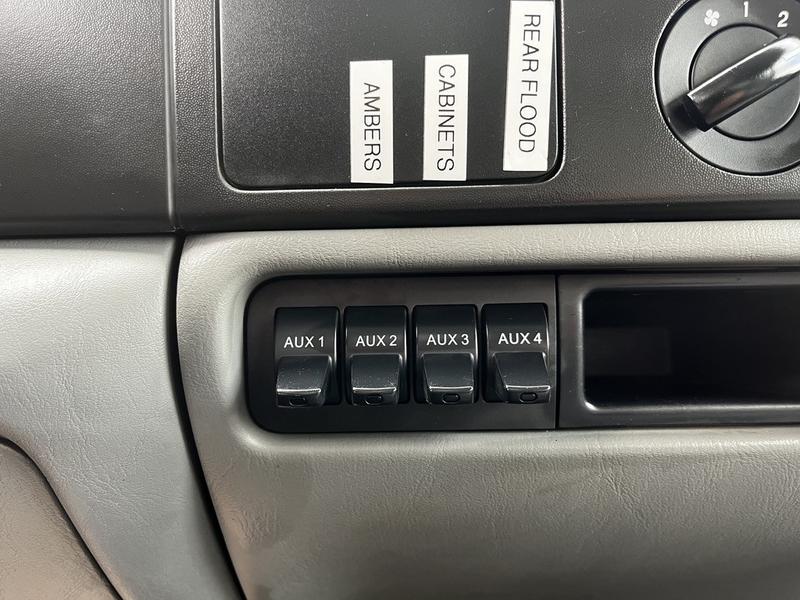 AMBERS
CABINETS
REAR FLOOD
1 2
AUX 1 AUX 2 AUX 3 AUX 4